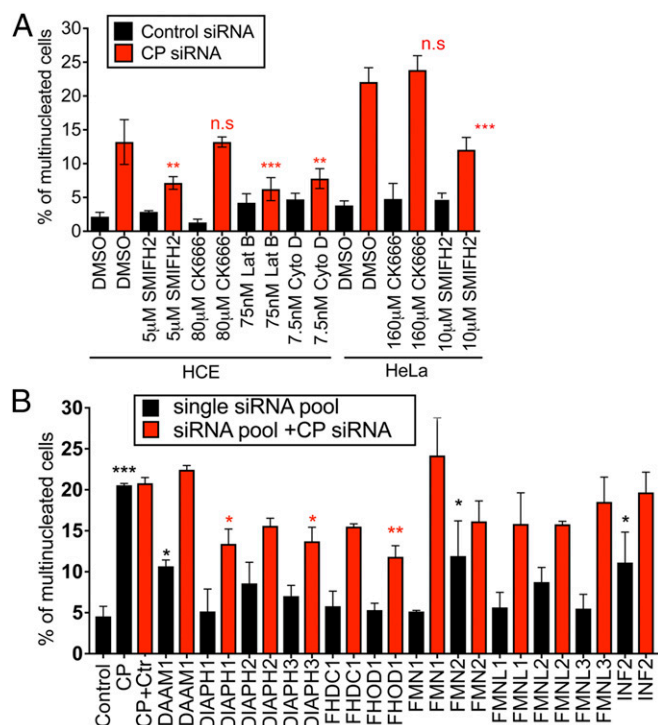 A
Control siRNA
CP siRNA
% of multinucleated cells
30
25
20
15
10
5
0
**
n.s
***
**
n.s
***
DMSO
DMSO
5μM SMIFH2
5μM SMIFH2
80μM CK666
80μM CK666
75nM Lat B
75nM Lat B
7.5nM Cyto D
7.5nM Cyto D
DMSO
DMSO
160μM CK666
160μM CK666
10μM SMIFH2
10μM SMIFH2
HCE
HeLa
B
single siRNA pool
siRNA pool +CP siRNA
% of multinucleated cells
30
25
20
15
10
5
0
***
*
*
*
**
*
*
Control
CP
CP+Ctr
DAAM1
DAAM1
DIAPH1
DIAPH1
DIAPH2
DIAPH2
DIAPH3
DIAPH3
FHDC1
FHDC1
FHOD1
FHOD1
FMN1
FMN1
FMN2
FMN2
FMNL1
FMNL1
FMNL2
FMNL2
FMNL3
FMNL3
INF2
INF2